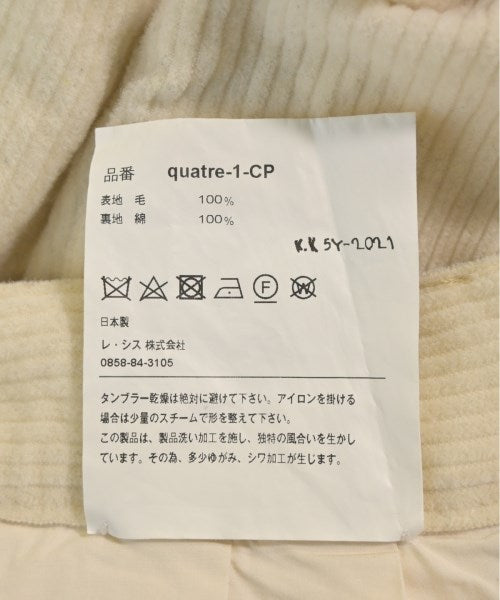 品番 quatre-1-CP
表地 毛 100%
裏地 綿 100%
K.K 5Y-2021
F W
日本製
レ・シス 株式会社
0858-84-3105
タンブラー乾燥は絶対に避けて下さい。アイロンを掛ける
場合は少量のスチームで形を整えて下さい。
この製品は、製品洗い加工を施し、独特の風合いを生かし
ています。その為、多少ゆがみ、シワ加工が生じます。